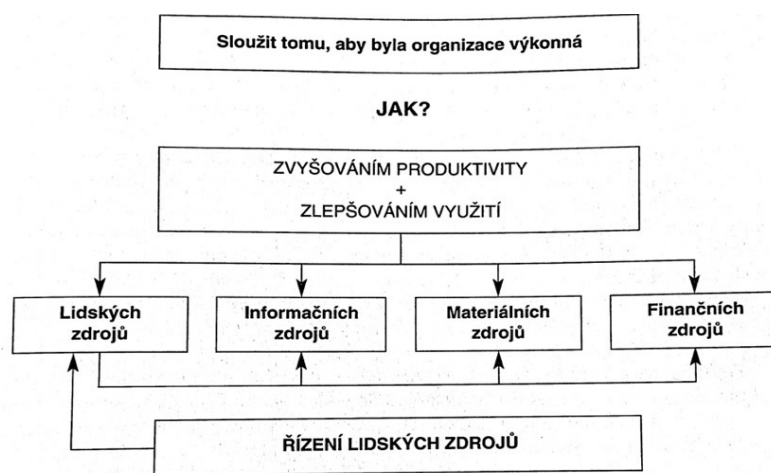 Sloužit tomu, aby byla organizace výkonná
JAK?
ZVYŠOVÁNÍM PRODUKTIVITY
+
ZLEPŠOVÁNÍM VYUŽITÍ
Lidských
zdrojů
Informačních
zdrojů
Materiálních
zdrojů
Finančních
zdrojů
ŘÍZENÍ LIDSKÝCH ZDROJŮ